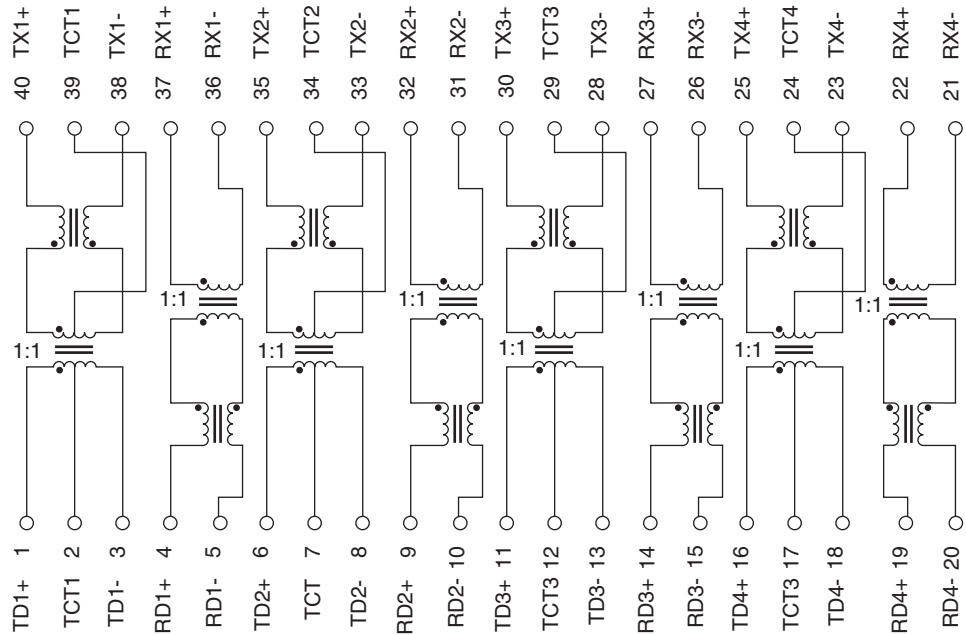 TX1+
TCT1
TX1-
RX1+
RX1-
TX2+
TCT2
TX2-
RX2+
RX2-
TX3+
TCT3
TX3-
RX3+
RX3-
TX4+
TCT4
TX4-
RX4+
RX4-
40
39
38
37
36
35
34
33
32
31
30
29
28
27
26
25
24
23
22
21
1:1
1:1
1:1
1:1
1:1
1:1
1:1
1:1
1
2
3
4
5
6
7
8
9
10
11
12
13
14
15
16
17
18
19
20
TD1+
TCT1
TD1-
RD1+
RD1-
TD2+
TCT
TD2-
RD2+
RD2-
TD3+
TCT3
TD3-
RD3+
RD3-
TD4+
TCT3
TD4-
RD4+
RD4-